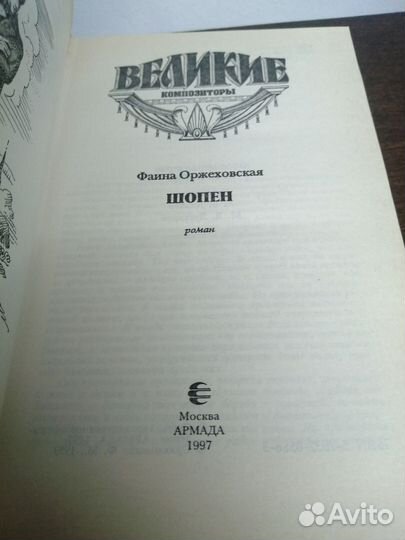 ВЕЛИКИЕ
КОМПОЗИТОРЫ
Фаина Оржеховская
ШОПЕН
роман
Москва
АРМАДА
1997
Avito